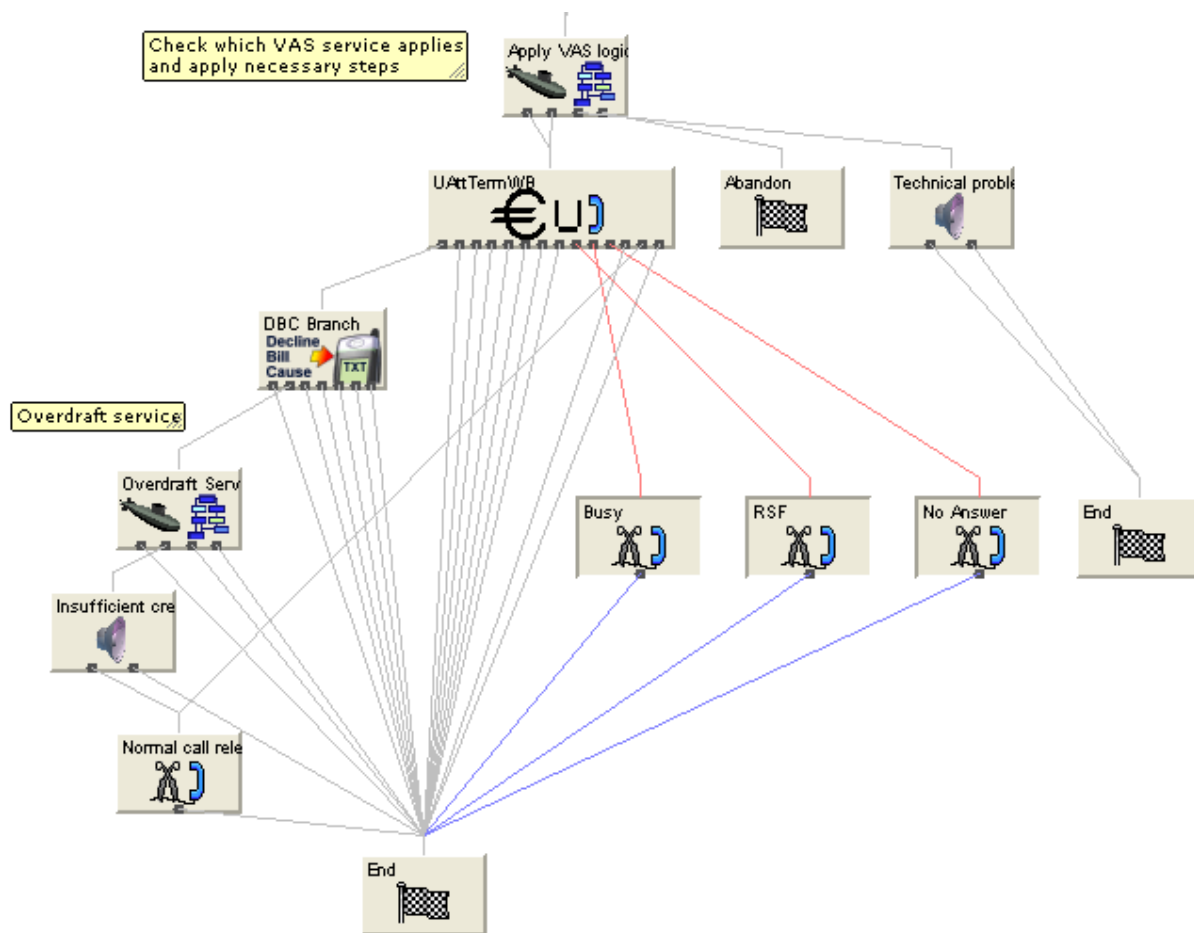 Check which VAS service applies
and apply necessary steps
Apply VAS logic
UAttTermWB
Abandon
Technical proble
DBC Branch
Decline
Bill
Cause
TXT
Overdraft service
Overdraft Serv
Busy
RSF
No Answer
End
Insufficient cre
Normal call rele
End